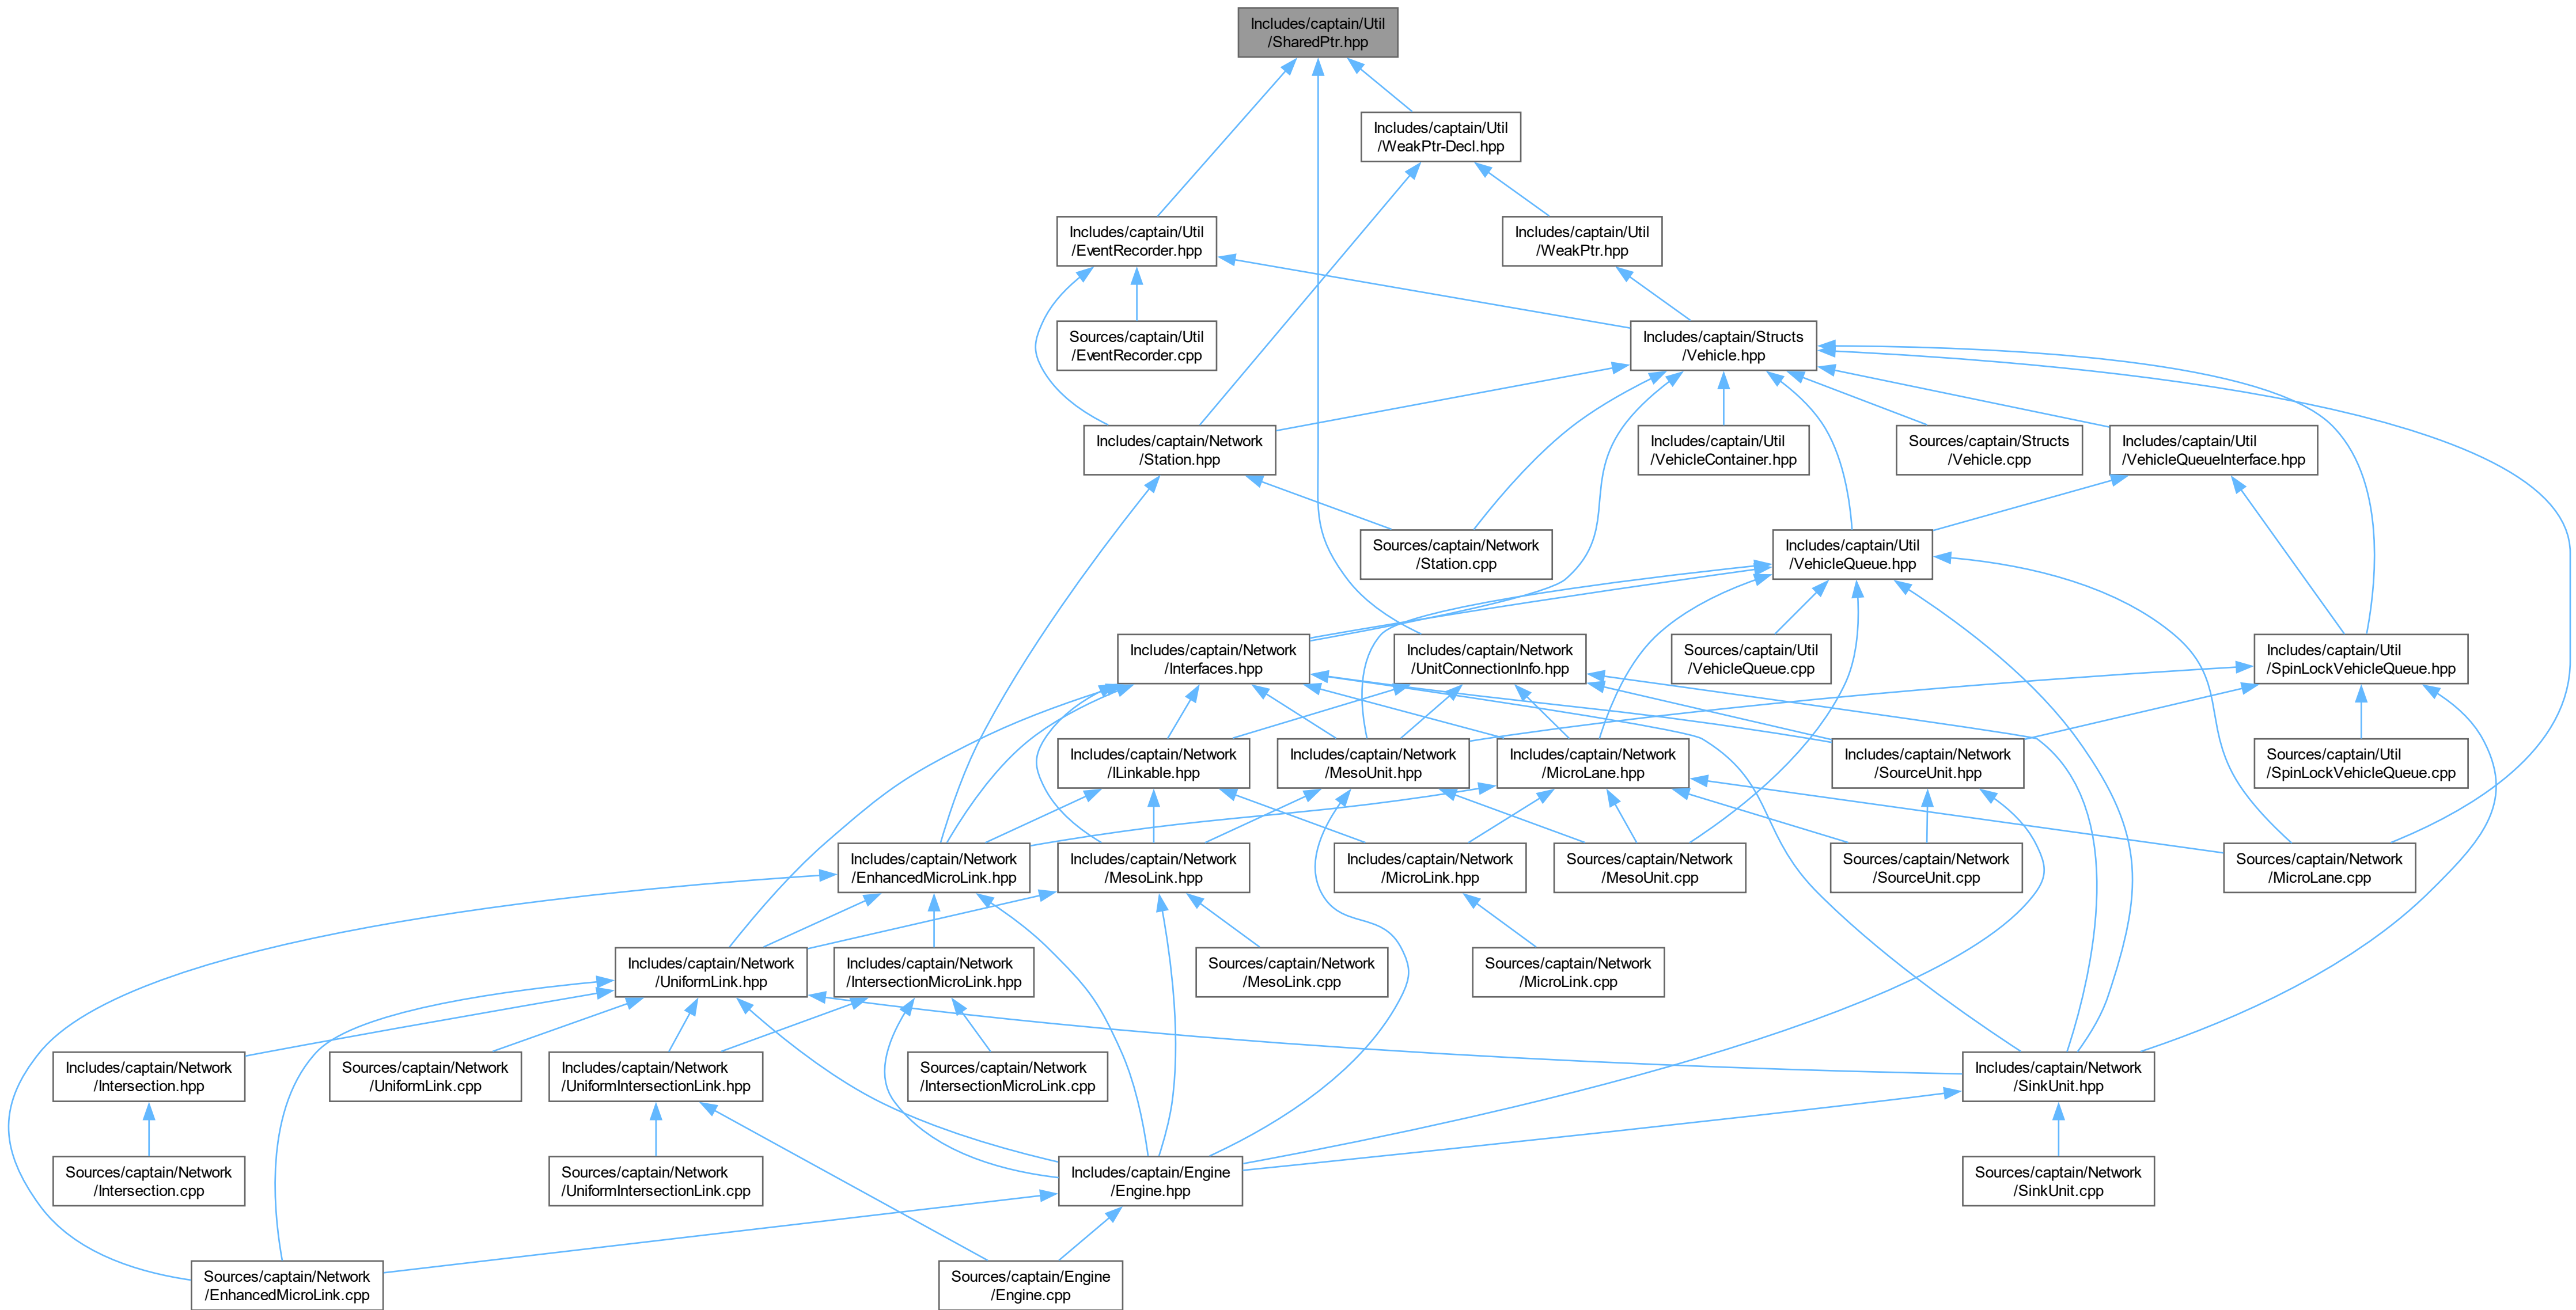 Includes/captain/Util
/SharedPtr.hpp
Includes/captain/Util
/WeakPtr-Decl.hpp
Includes/captain/Util
/EventRecorder.hpp
Includes/captain/Util
/WeakPtr.hpp
Sources/captain/Util
/EventRecorder.cpp
Includes/captain/Structs
/Vehicle.hpp
Includes/captain/Network
/Station.hpp
Includes/captain/Util
/VehicleContainer.hpp
Sources/captain/Structs
/Vehicle.cpp
Includes/captain/Util
/VehicleQueueInterface.hpp
Sources/captain/Network
/Station.cpp
Includes/captain/Util
/VehicleQueue.hpp
Includes/captain/Network
/Interfaces.hpp
Includes/captain/Network
/UnitConnectionInfo.hpp
Sources/captain/Util
/VehicleQueue.cpp
Includes/captain/Util
/SpinLockVehicleQueue.hpp
Includes/captain/Network
/ILinkable.hpp
Includes/captain/Network
/MesoUnit.hpp
Includes/captain/Network
/MicroLane.hpp
Includes/captain/Network
/SourceUnit.hpp
Sources/captain/Util
/SpinLockVehicleQueue.cpp
Includes/captain/Network
/EnhancedMicroLink.hpp
Includes/captain/Network
/MesoLink.hpp
Includes/captain/Network
/MicroLink.hpp
Sources/captain/Network
/MesoUnit.cpp
Sources/captain/Network
/SourceUnit.cpp
Sources/captain/Network
/MicroLane.cpp
Includes/captain/Network
/UniformLink.hpp
Includes/captain/Network
/IntersectionMicroLink.hpp
Sources/captain/Network
/MesoLink.cpp
Sources/captain/Network
/MicroLink.cpp
Includes/captain/Network
/Intersection.hpp
Sources/captain/Network
/UniformLink.cpp
Includes/captain/Network
/UniformIntersectionLink.hpp
Sources/captain/Network
/IntersectionMicroLink.cpp
Includes/captain/Network
/SinkUnit.hpp
Sources/captain/Network
/Intersection.cpp
Sources/captain/Network
/UniformIntersectionLink.cpp
Includes/captain/Engine
/Engine.hpp
Sources/captain/Network
/SinkUnit.cpp
Sources/captain/Network
/EnhancedMicroLink.cpp
Sources/captain/Engine
/Engine.cpp